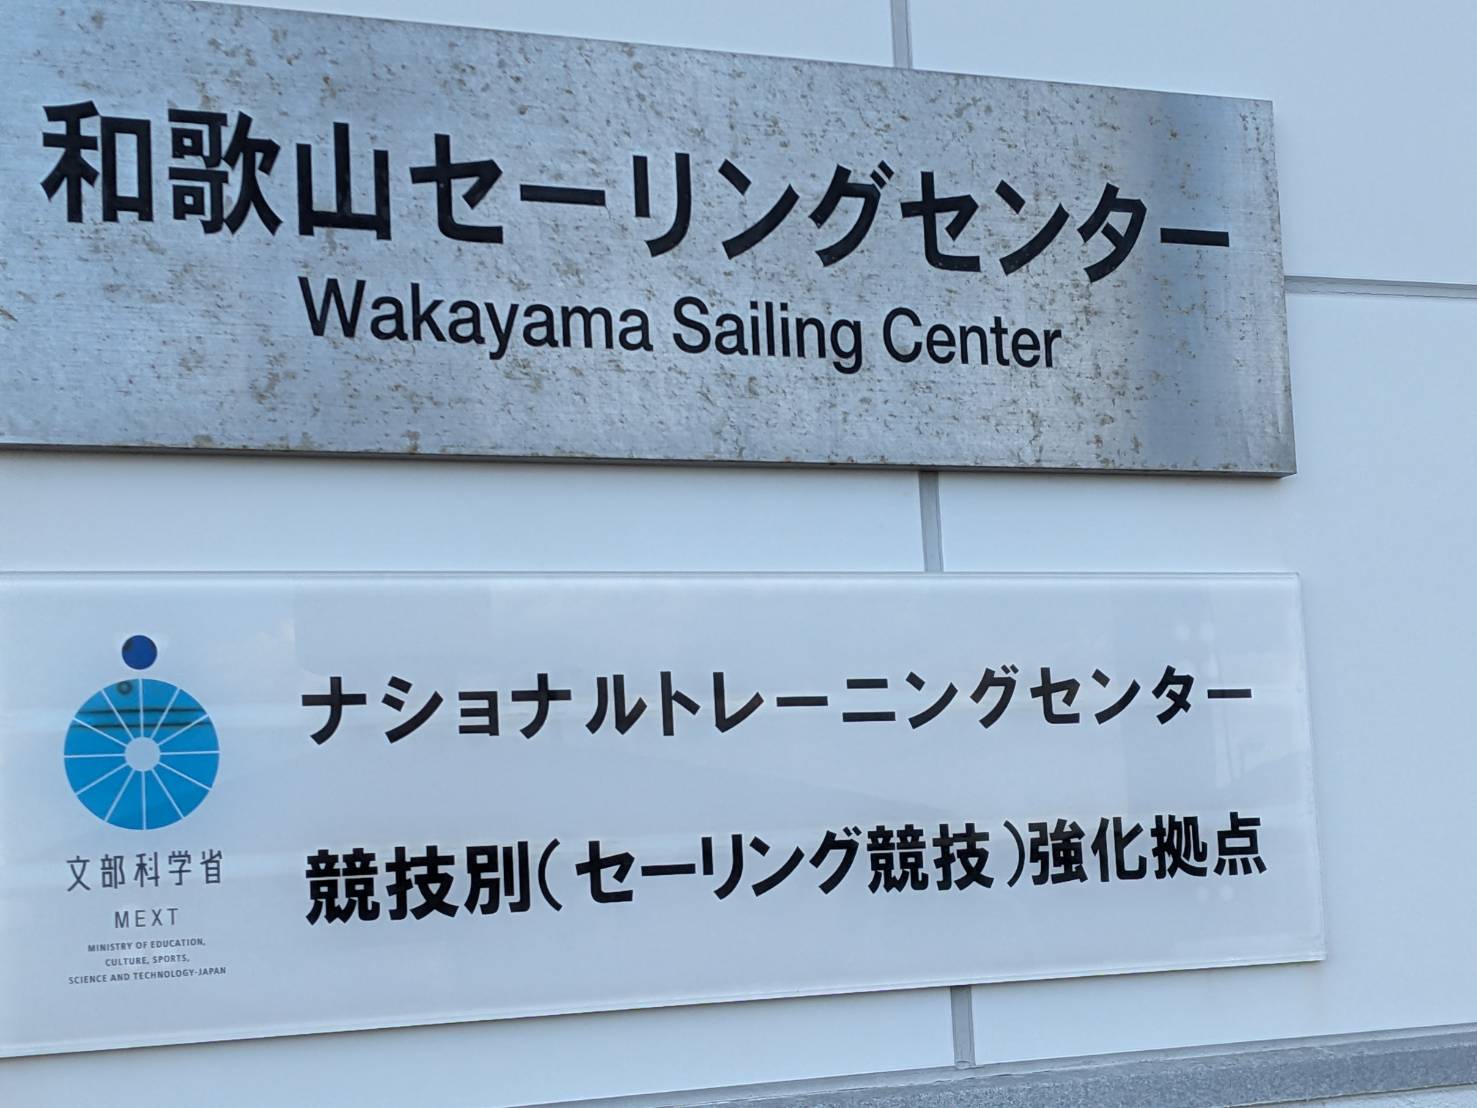 和歌山セーリングセンター
Wakayama Sailing Center
ナショナルトレーニングセンター
競技別(セーリング競技)強化拠点
文部科学省
MEXT
MINISTRY OF EDUCATION,
CULTURE, SPORTS,
SCIENCE AND TECHNOLOGY-JAPAN